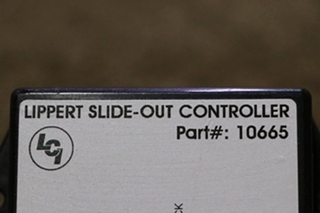 LIPPERT SLIDE-OUT CONTROLLER
Part#: 10665
LCI